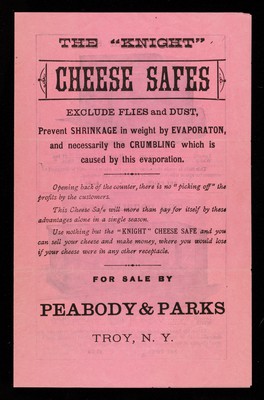 THE "KNIGHT"
CHEESE SAFES
EXCLUDE FLIES and DUST,
Prevent SHRINKAGE in weight by EVAPORATON,
and necessarily the CRUMBLING which is
caused by this evaporation.
Opening back of the counter, there is no "picking off" the
profits by the customers.
This Cheese Safe will more than pay for itself by these
advantages alone in a single season.
Use nothing but the "KNIGHT" CHEESE SAFE and you
can sell your cheese and make money, where you would lose
if your cheese were in any other receptacle.
FOR SALE BY
PEABODY & PARKS
TROY, N. Y.